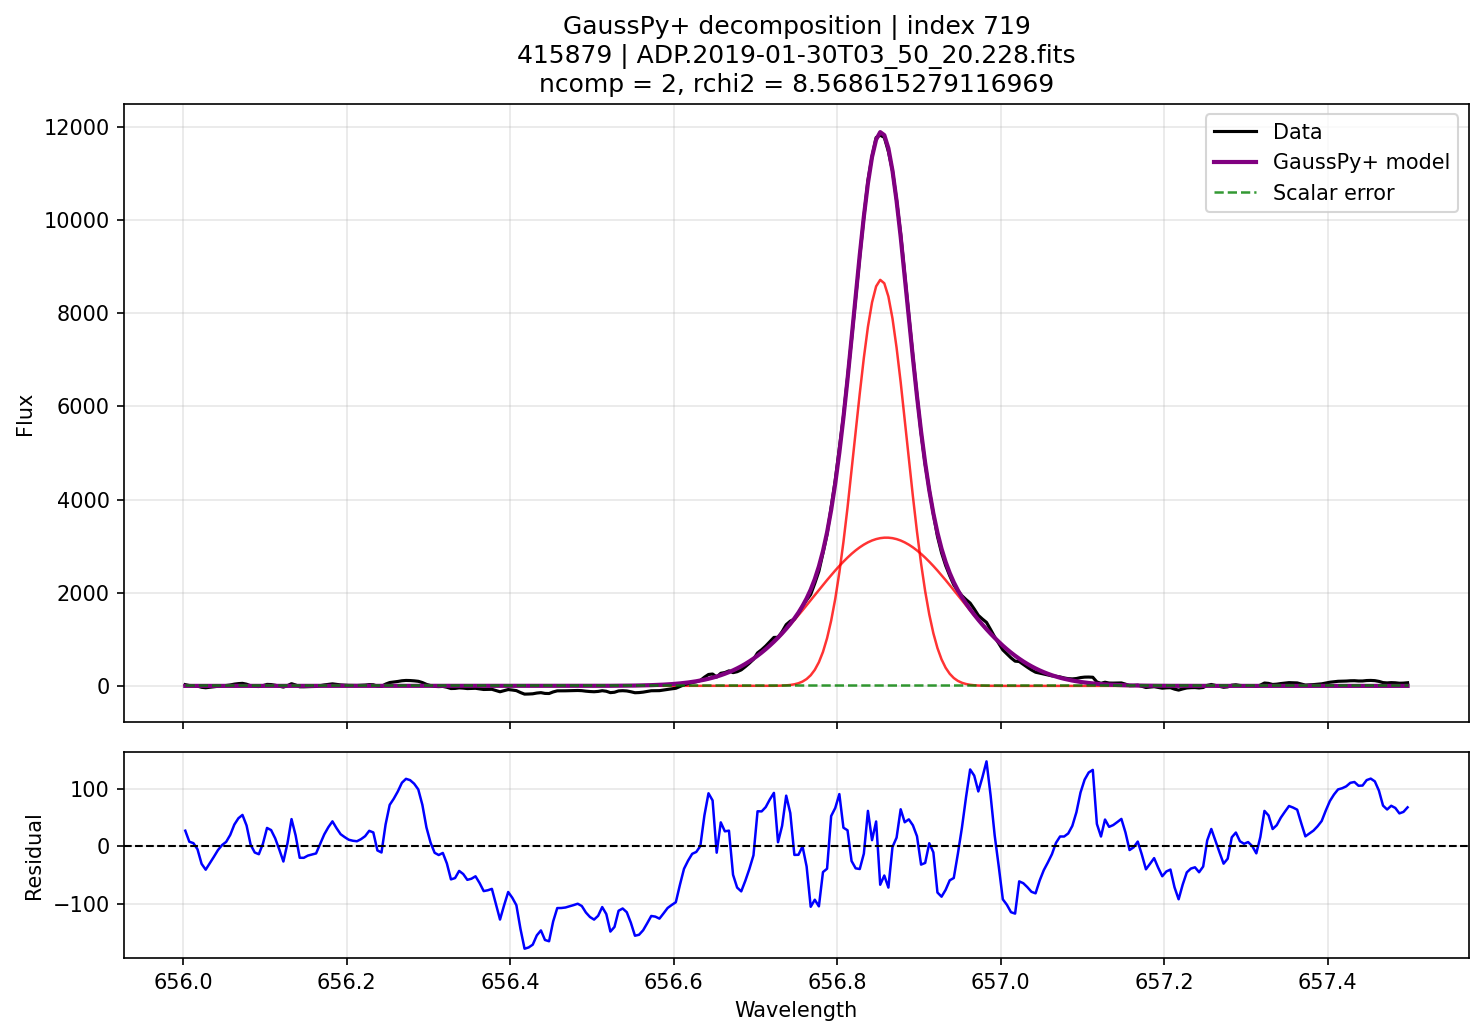 GaussPy+ decomposition | index 719
415879 | ADP.2019-01-30T03_50_20.228.fits
ncomp = 2, rchi2 = 8.568615279116969
Data
GaussPy+ model
Scalar error
12000
10000
8000
6000
4000
2000
0
Flux
100
0
−100
Residual
656.0
656.2
656.4
656.6
656.8
657.0
657.2
657.4
Wavelength